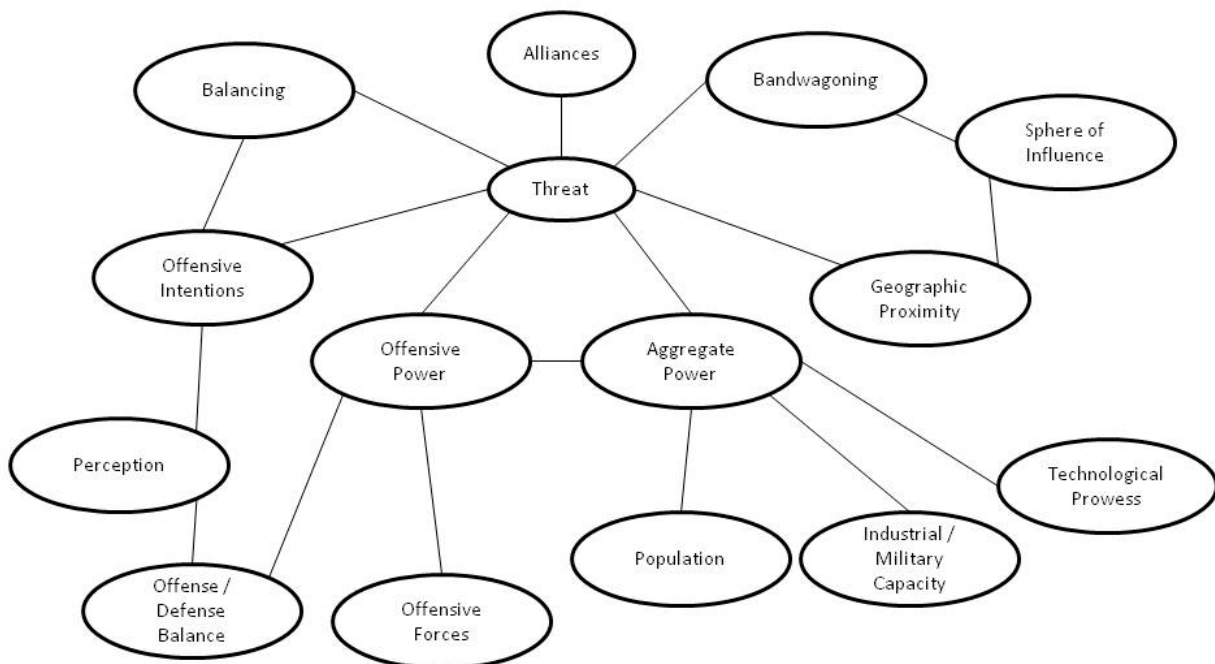 Alliances
Balancing
Bandwagoning
Sphere of
Influence
Threat
Offensive
Intentions
Geographic
Proximity
Offensive
Power
Aggregate
Power
Perception
Technological
Prowess
Population
Industrial /
Military
Capacity
Offense /
Defense
Balance
Offensive
Forces